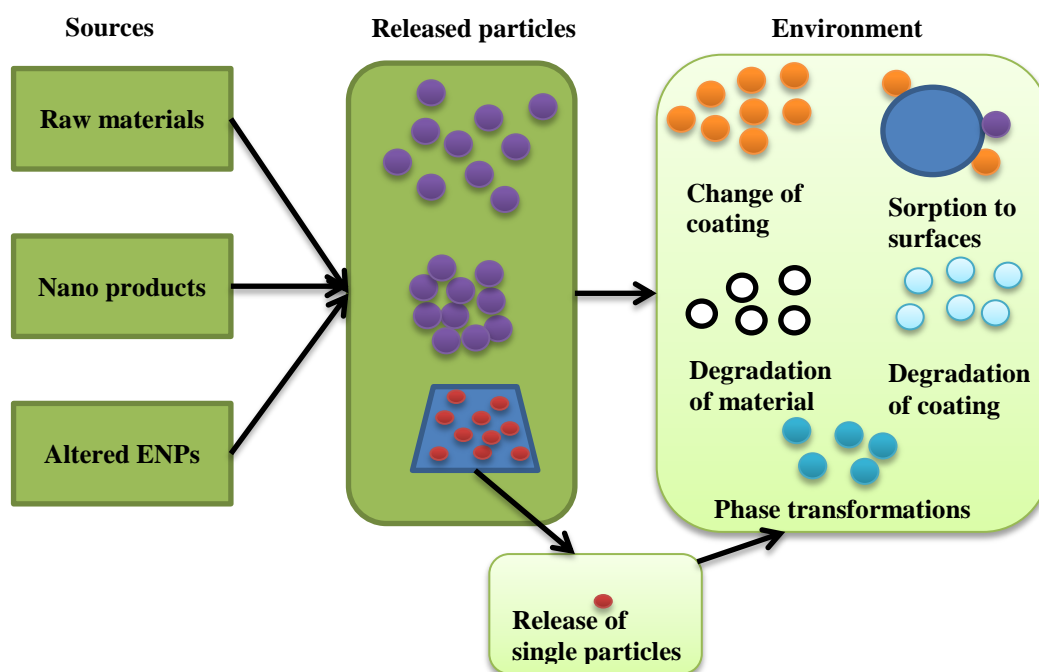 Sources
Released particles
Environment
Raw materials
Nano products
Altered ENPs
Change of
coating
Sorption to
surfaces
Degradation
of material
Degradation
of coating
Phase transformations
Release of
single particles